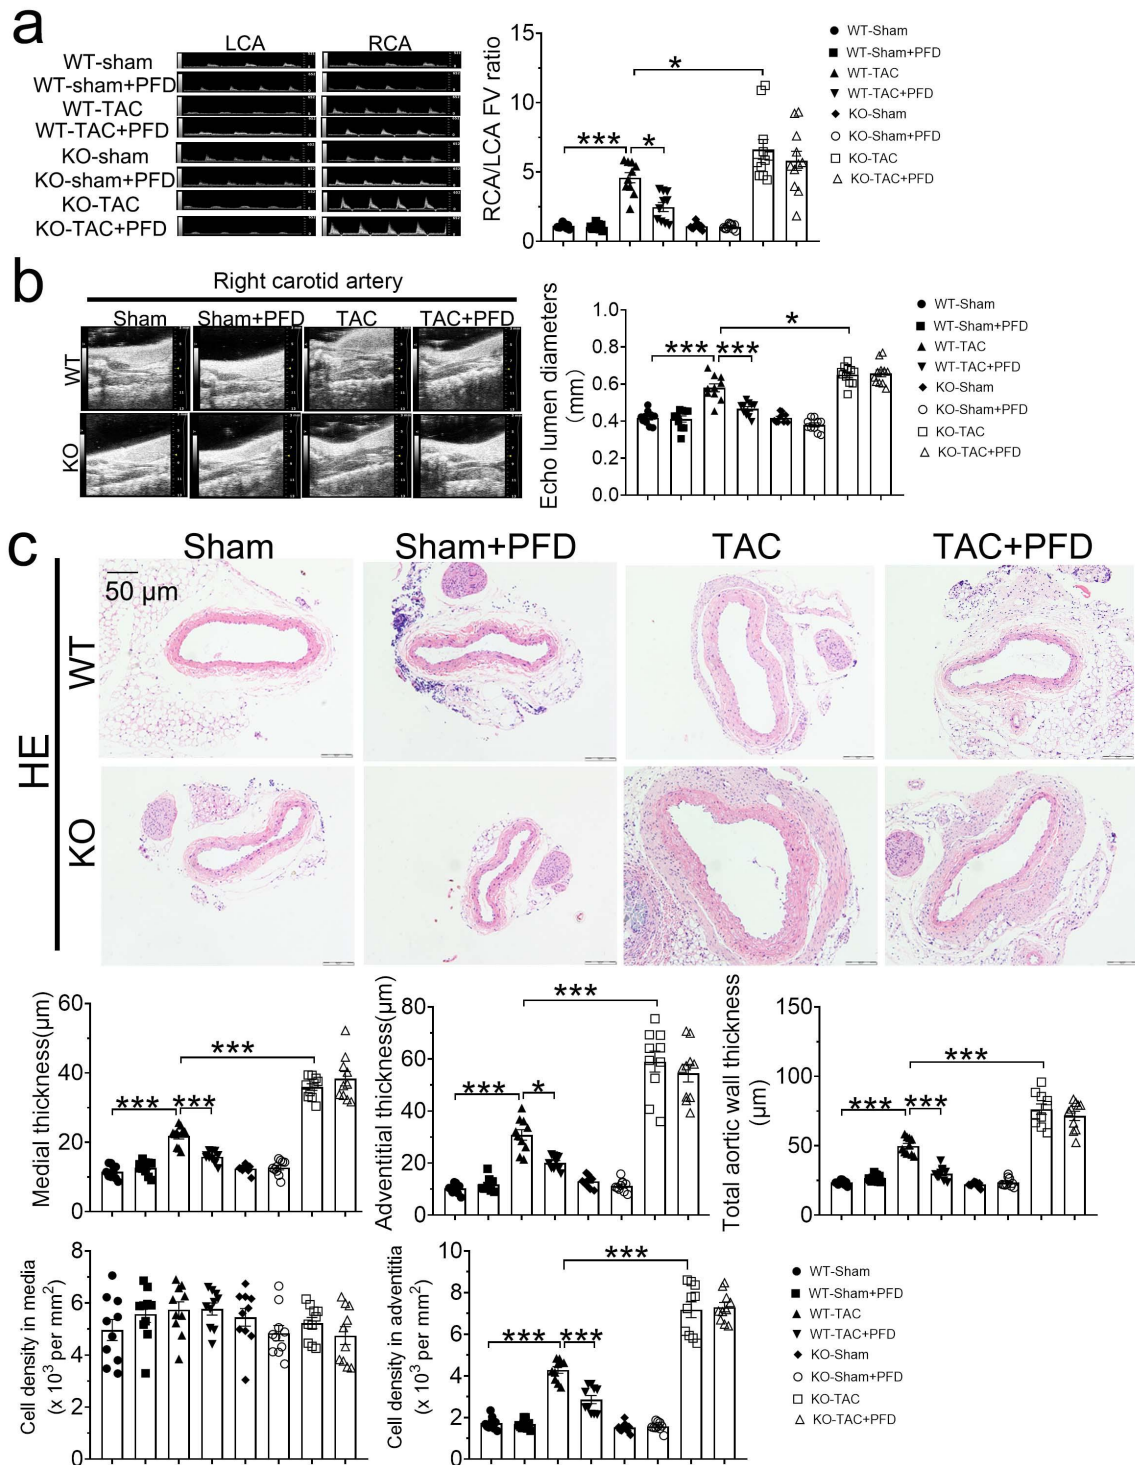 a
LCA
RCA
WT-sham
WT-sham+PFD
WT-TAC
WT-TAC+PFD
KO-sham
KO-sham+PFD
KO-TAC
KO-TAC+PFD
RCA/LCA FV ratio
15
10
5
0
***
*
*
WT-Sham
WT-Sham+PFD
WT-TAC
WT-TAC+PFD
KO-Sham
KO-Sham+PFD
KO-TAC
KO-TAC+PFD
b
Right carotid artery
Sham
Sham+PFD
TAC
TAC+PFD
WT
KO
Echo lumen diameters
(mm)
1.0
0.8
0.6
0.4
0.2
0.0
***
***
*
WT-Sham
WT-Sham+PFD
WT-TAC
WT-TAC+PFD
KO-Sham
KO-Sham+PFD
KO-TAC
KO-TAC+PFD
c
Sham
Sham+PFD
TAC
TAC+PFD
50 μm
HE
WT
KO
Medial thickness(μm)
60
40
20
0
***
***
***
Adventitial thickness(μm)
80
60
40
20
0
***
*
***
Total aortic wall thickness
(μm)
150
100
50
0
***
***
***
Cell density in media
(x 10³ per mm²)
8
6
4
2
0
Cell density in adventitia
(x 10³ per mm²)
10
8
6
4
2
0
***
***
***
WT-Sham
WT-Sham+PFD
WT-TAC
WT-TAC+PFD
KO-Sham
KO-Sham+PFD
KO-TAC
KO-TAC+PFD